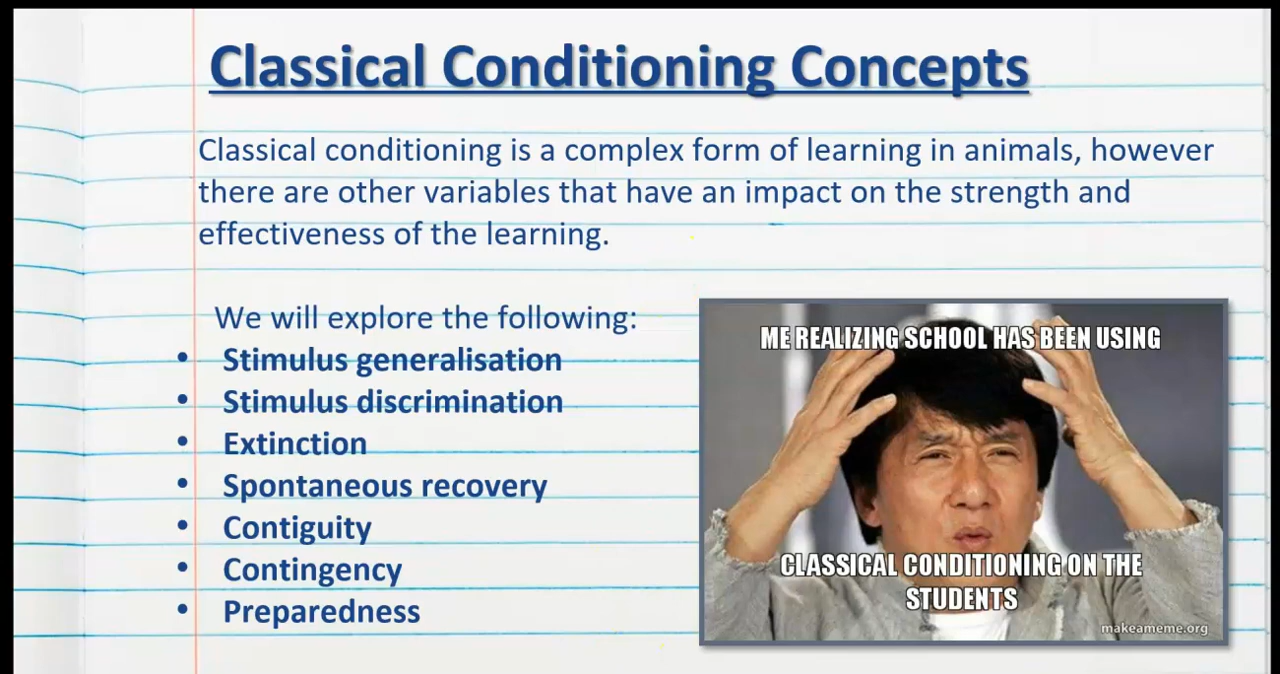 Classical Conditioning Concepts
Classical conditioning is a complex form of learning in animals, however
there are other variables that have an impact on the strength and
effectiveness of the learning.
We will explore the following:
• Stimulus generalisation
• Stimulus discrimination
• Extinction
• Spontaneous recovery
• Contiguity
• Contingency
• Preparedness
ME REALIZING SCHOOL HAS BEEN USING
CLASSICAL CONDITIONING ON THE
STUDENTS
makeameme.org